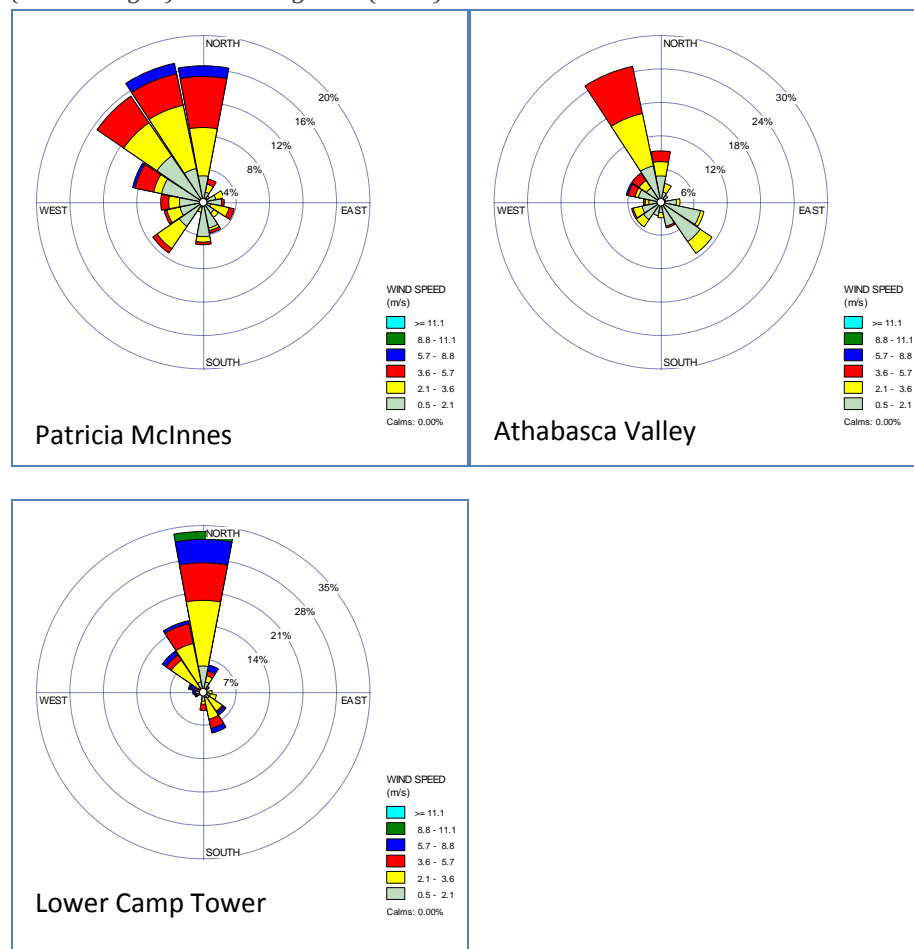 NORTH
20%
16%
12%
8%
4%
WEST
EAST
SOUTH
WIND SPEED
(m/s)
>= 11.1
8.8 - 11.1
5.7 - 8.8
3.6 - 5.7
2.1 - 3.6
0.5 - 2.1
Calms: 0.00%
Patricia McInnes
NORTH
30%
24%
18%
12%
6%
WEST
EAST
SOUTH
WIND SPEED
(m/s)
>= 11.1
8.8 - 11.1
5.7 - 8.8
3.6 - 5.7
2.1 - 3.6
0.5 - 2.1
Calms: 0.00%
Athabasca Valley
NORTH
35%
28%
21%
14%
7%
WEST
EAST
SOUTH
WIND SPEED
(m/s)
>= 11.1
8.8 - 11.1
5.7 - 8.8
3.6 - 5.7
2.1 - 3.6
0.5 - 2.1
Calms: 0.00%
Lower Camp Tower